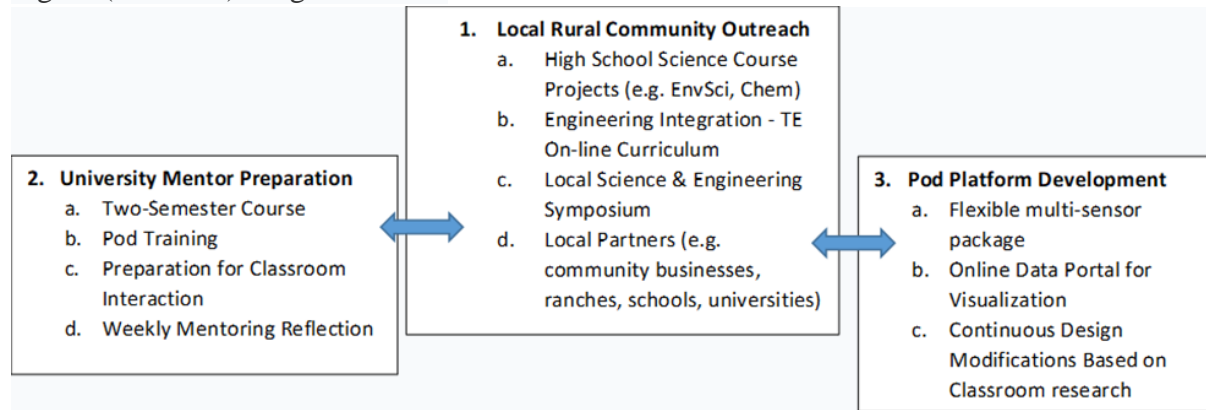 1. Local Rural Community Outreach
a. High School Science Course
Projects (e.g. EnvSci, Chem)
b. Engineering Integration - TE
On-line Curriculum
c. Local Science & Engineering
Symposium
d. Local Partners (e.g.
community businesses,
ranches, schools, universities)
2. University Mentor Preparation
a. Two-Semester Course
b. Pod Training
c. Preparation for Classroom
Interaction
d. Weekly Mentoring Reflection
3. Pod Platform Development
a. Flexible multi-sensor
package
b. Online Data Portal for
Visualization
c. Continuous Design
Modifications Based on
Classroom research